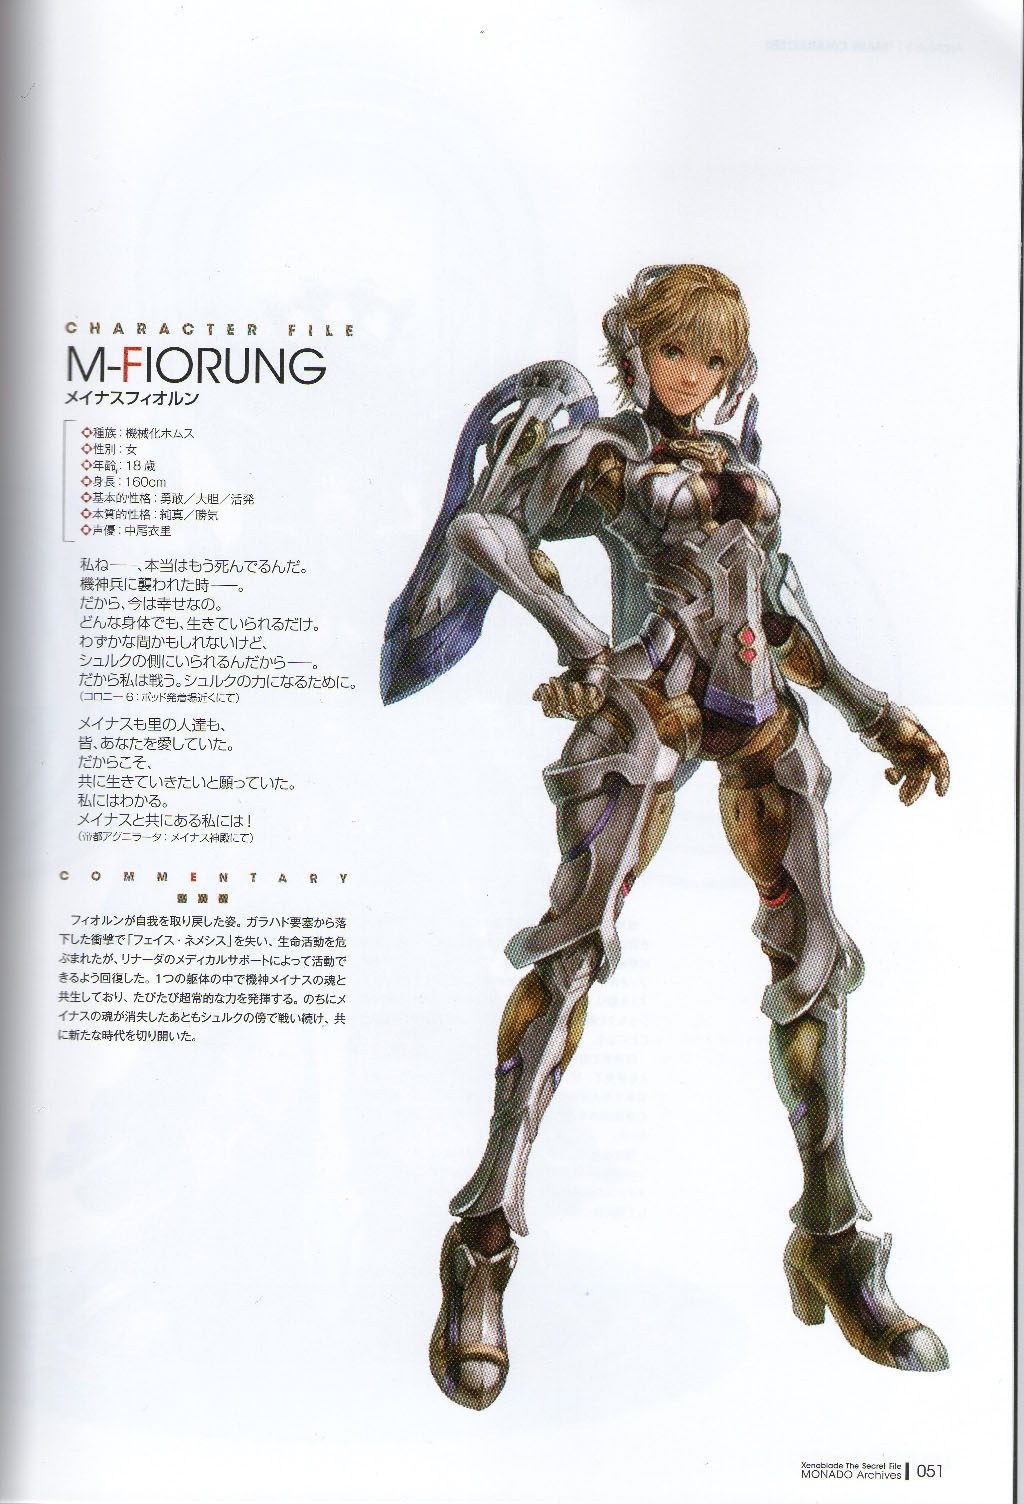 CHARACTER FILE
M-FIORUNG
メイナスフィオルン
◇種族：機械化ホムス
◇性別：女
◇年齢：18歳
◇身長：160cm
◇基本的性格：勇敢／大胆／活発
◇本質的性格：純真／勝気
◇声優：中尾衣里
私ね――、本当はもう死んでるんだ。
機神兵に襲われた時――。
だから、今は幸せなの。
どんな身体でも、生きていられるだけ。
わずかな間かもしれないけど、
シュルクの側にいられるんだから――。
だから私は戦う。シュルクの力になるために。
（コロニー6：ポッド発着場近くにて）
メイナスも里の人達も、
皆、あなたを愛していた。
だからこそ、
共に生きていきたいと願っていた。
私にはわかる。
メイナスと共にある私には！
（帝都アグニラータ：メイナス神殿にて）
COMMENTARY
フィオルンが自我を取り戻した姿。ガラハド要塞から落
下した衝撃で「フェイス・ネメシス」を失い、生命活動を危
ぶまれたが、リナーダのメディカルサポートによって活動で
きるよう回復した。1つの躯体の中で機神メイナスの魂と
共生しており、たびたび超常的な力を発揮する。のちにメ
イナスの魂が消失したあともシュルクの傍で戦い続け、共
に新たな時代を切り開いた。
Xenoblade The Secret File
MONADO Archives 051